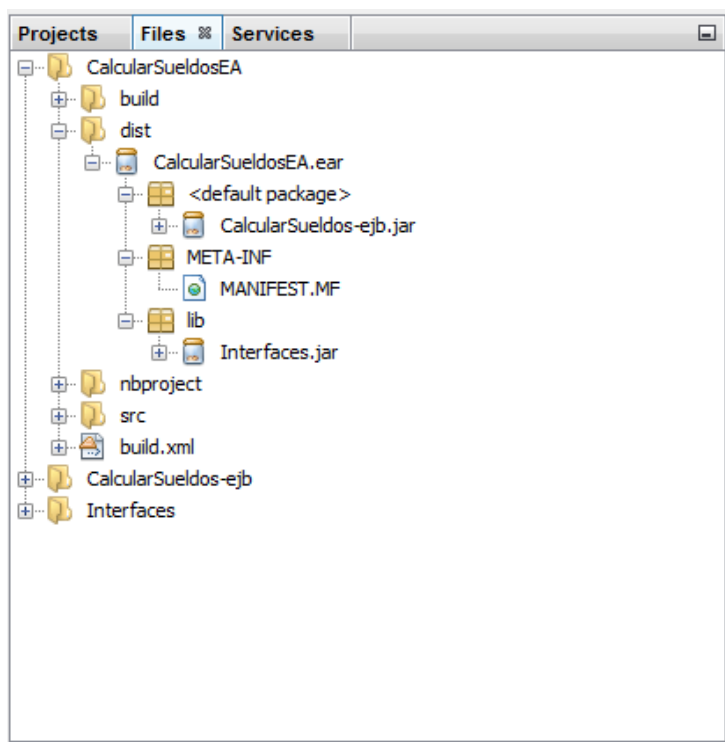 Projects Files Services
CalcularSueldosEA
build
dist
CalcularSueldosEA.ear
<default package>
CalcularSueldos-ejb.jar
META-INF
MANIFEST.MF
lib
Interfaces.jar
nbproject
src
build.xml
CalcularSueldos-ejb
Interfaces